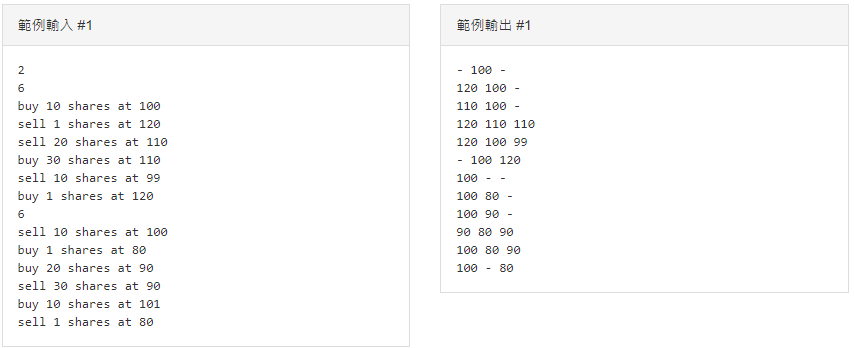 範例輸入 #1
2
6
buy 10 shares at 100
sell 1 shares at 120
sell 20 shares at 110
buy 30 shares at 110
sell 10 shares at 99
buy 1 shares at 120
6
sell 10 shares at 100
buy 1 shares at 80
buy 20 shares at 90
sell 30 shares at 90
buy 10 shares at 101
sell 1 shares at 80
範例輸出 #1
- 100 -
120 100 -
110 100 -
120 110 110
120 100 99
- 100 120
100 - -
100 80 -
100 90 -
90 80 90
100 80 90
100 - 80